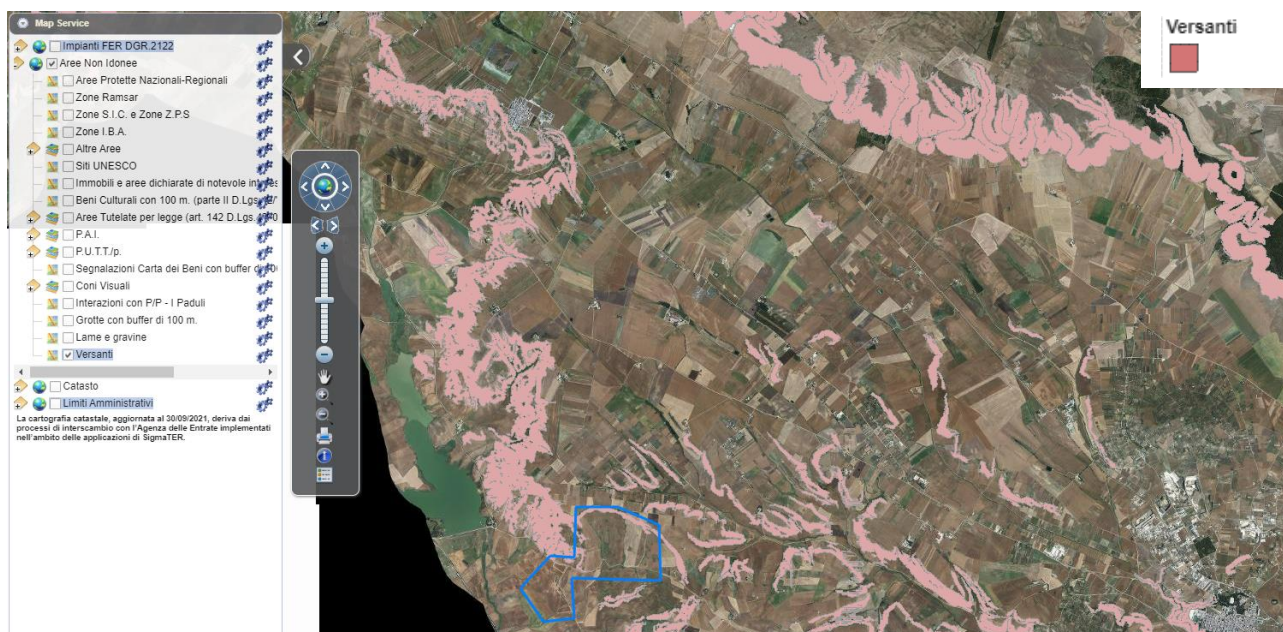 Map Service
Impianti FER DGR.2122
Aree Non Idonee
Aree Protette Nazionali-Regionali
Zone Ramsar
Zone S.I.C. e Zone Z.P.S
Zone I.B.A.
Altre Aree
Siti UNESCO
Immobili e aree dichiarate di notevole
Beni Culturali con 100 m. (parte II D.Lgs.
Aree Tutelate per legge (art. 142 D.Lgs.
P.A.I.
P.U.T.T./p.
Segnalazioni Carta dei Beni con buffer
Coni Visuali
Interazioni con P/P - I Paduli
Grotte con buffer di 100 m.
Lame e gravine
Versanti
Catasto
Limiti Amministrativi
La cartografia catastale, aggiornata al 30/09/2021, deriva dai
processi di interscambio con l'Agenzia delle Entrate implementati
nell'ambito delle applicazioni di SigmaTER.
Versanti